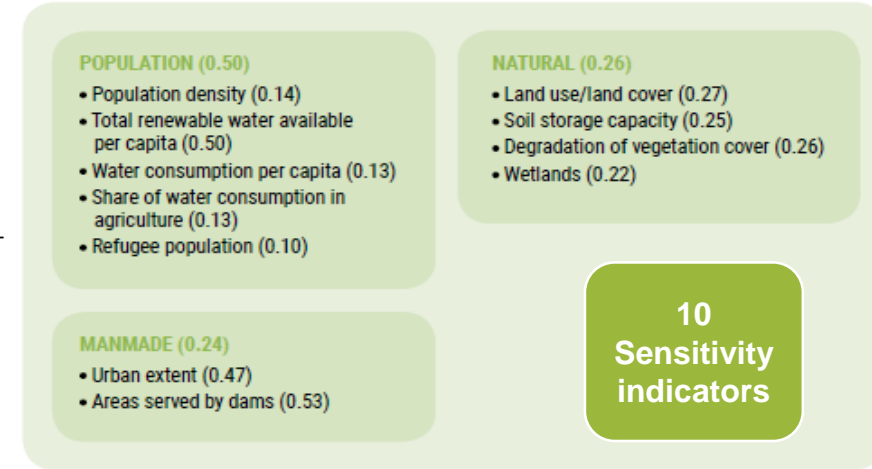 POPULATION (0.50)
• Population density (0.14)
• Total renewable water available
per capita (0.50)
• Water consumption per capita (0.13)
• Share of water consumption in
agriculture (0.13)
• Refugee population (0.10)
NATURAL (0.26)
• Land use/land cover (0.27)
• Soil storage capacity (0.25)
• Degradation of vegetation cover (0.26)
• Wetlands (0.22)
MANMADE (0.24)
• Urban extent (0.47)
• Areas served by dams (0.53)
10
Sensitivity
indicators